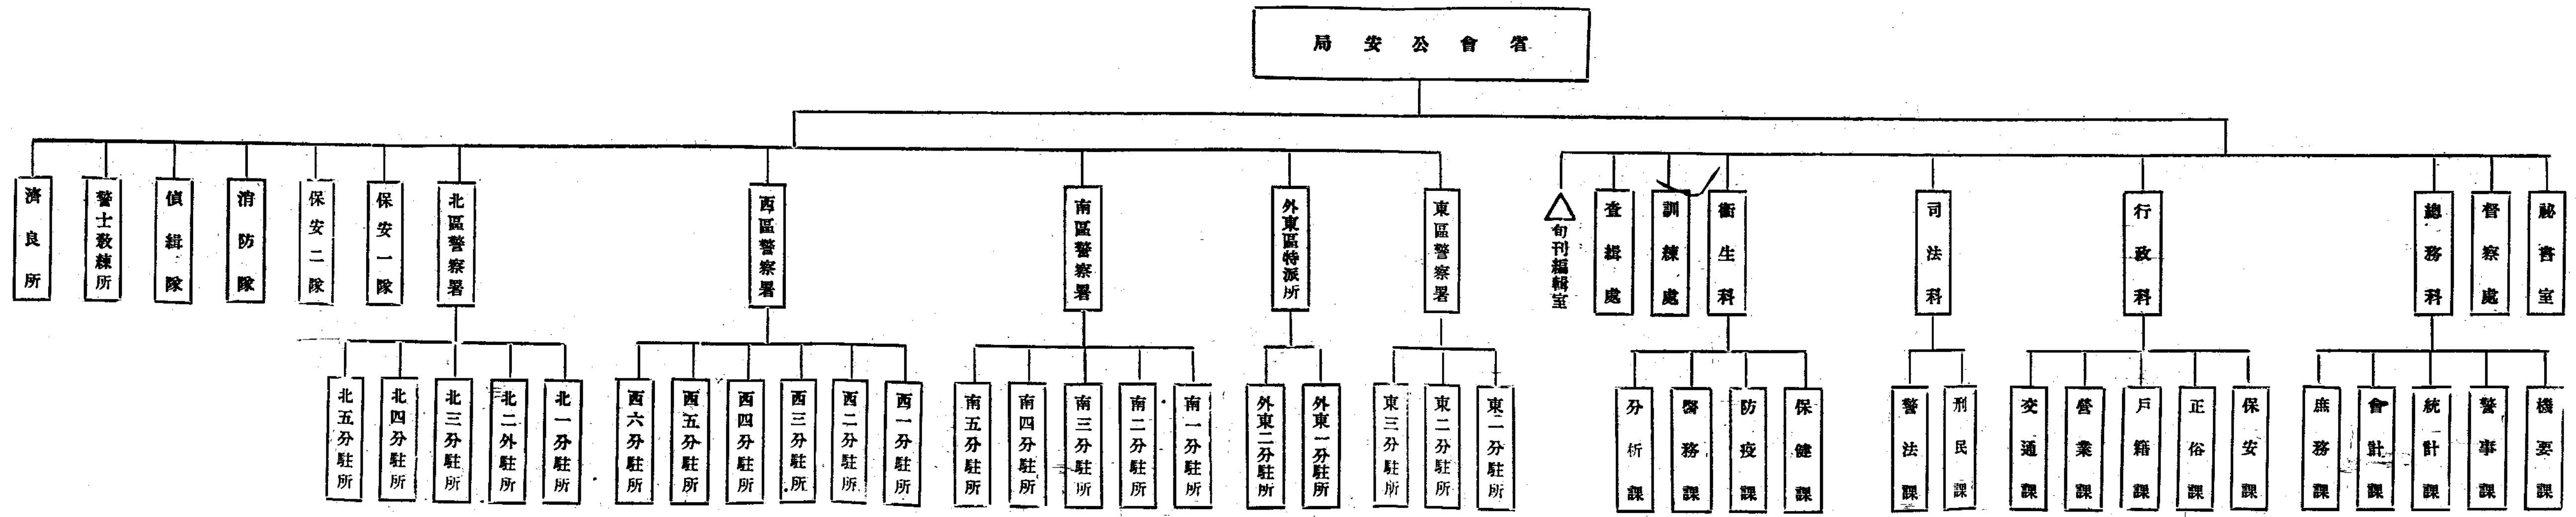 省會公安局
祕書室
督察處
總務科
行政科
司法科
衛生科
訓練處
查緝處
旬刊編輯室
東區警察署
外東區特派所
南區警察署
西區警察署
北區警察署
保安一隊
保安二隊
消防隊
偵緝隊
警士教練所
濟良所
機要課
警事課
統計課
會計課
庶務課
保安課
正俗課
戶籍課
營業課
交通課
刑民課
警法課
保健課
防疫課
醫務課
分析課
東一分駐所
東二分駐所
東三分駐所
外東一分駐所
外東二分駐所
南一分駐所
南二分駐所
南三分駐所
南四分駐所
南五分駐所
西一分駐所
西二分駐所
西三分駐所
西四分駐所
西五分駐所
西六分駐所
北一分駐所
北二外駐所
北三分駐所
北四分駐所
北五分駐所